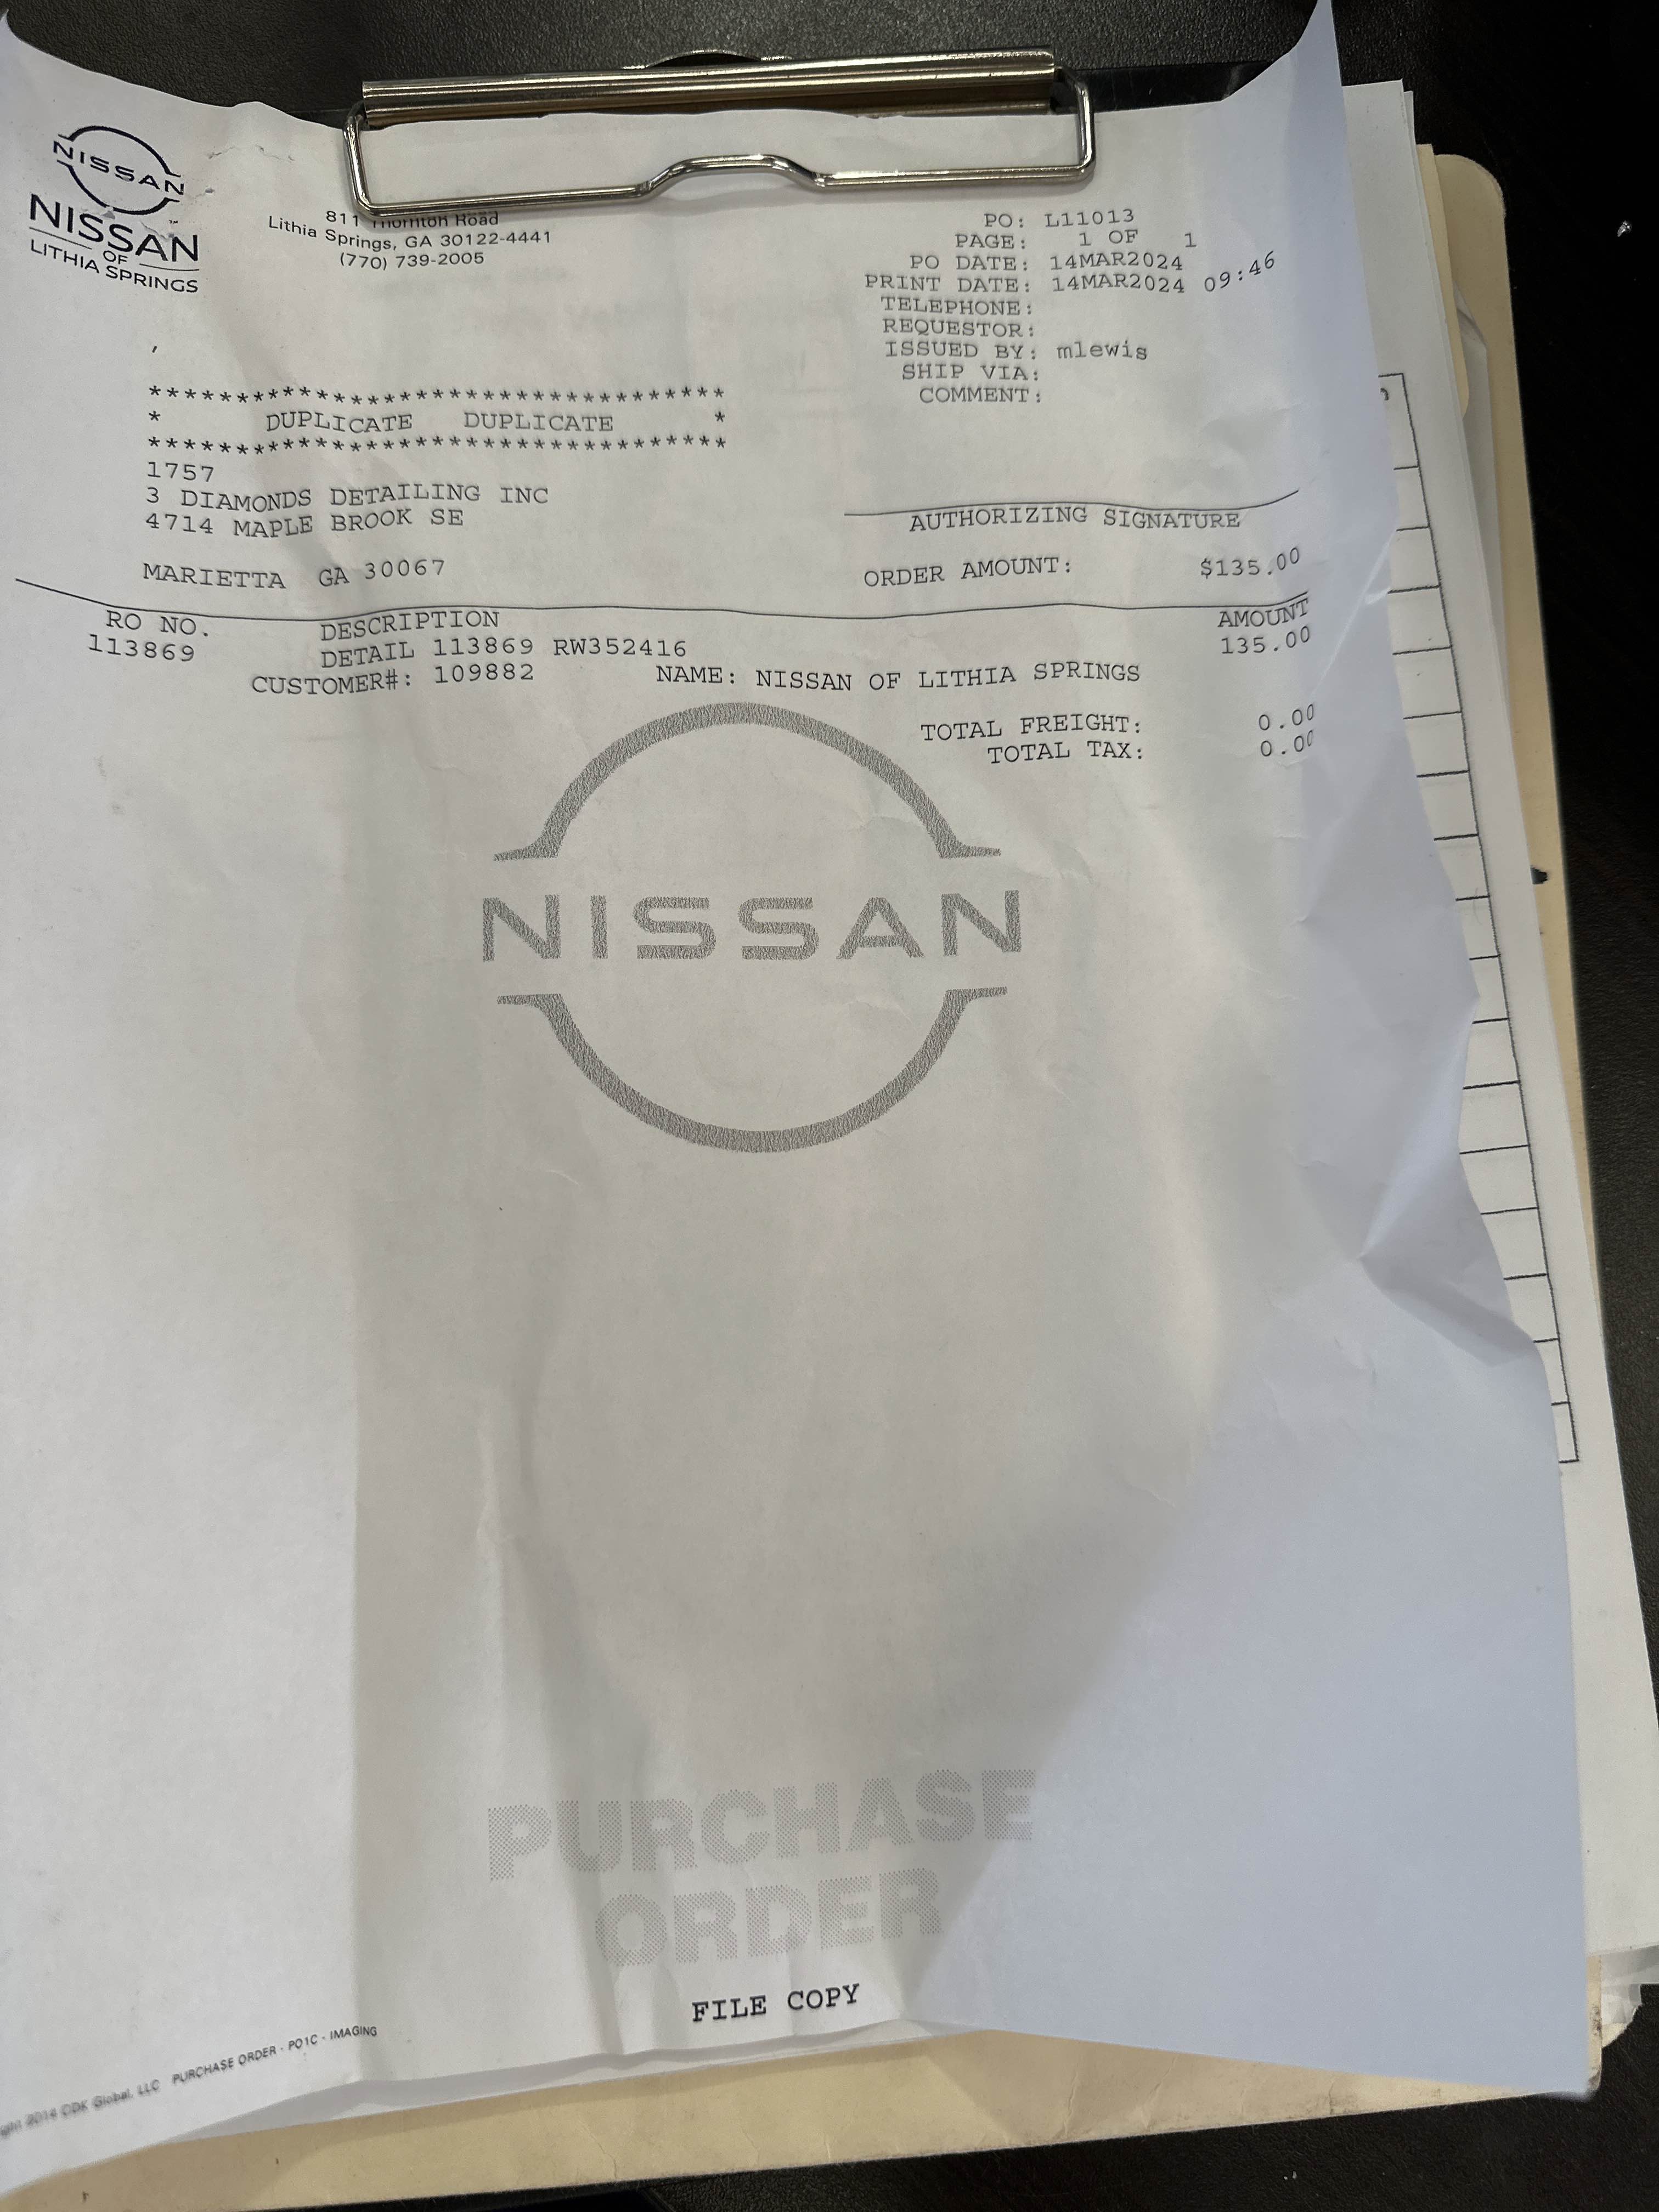 NISSAN
NISSAN
OF
LITHIA SPRINGS
811 Thornton Road
Lithia Springs, GA 30122-4441
(770) 739-2005
PO: L11013
PAGE: 1 OF 1
PO DATE: 14MAR2024
PRINT DATE: 14MAR2024 09:46
TELEPHONE:
REQUESTOR:
ISSUED BY: mlewis
SHIP VIA:
COMMENT:
,
***********************************
* DUPLICATE DUPLICATE *
***********************************
1757
3 DIAMONDS DETAILING INC
4714 MAPLE BROOK SE
MARIETTA GA 30067
AUTHORIZING SIGNATURE
ORDER AMOUNT: $135.00
RO NO. DESCRIPTION AMOUNT
113869 DETAIL 113869 RW352416 135.00
CUSTOMER#: 109882 NAME: NISSAN OF LITHIA SPRINGS
TOTAL FREIGHT: 0.00
TOTAL TAX: 0.00
NISSAN
PURCHASE
ORDER
FILE COPY
2014 CDK Global, LLC PURCHASE ORDER - PO1C - IMAGING